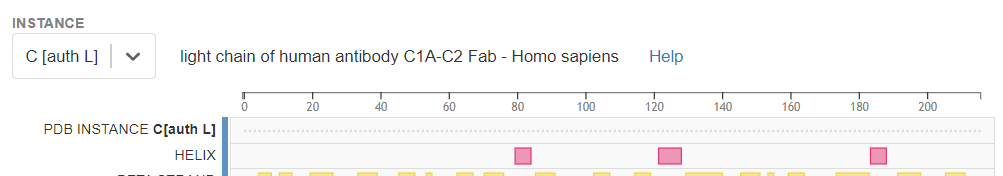 INSTANCE
C [auth L] light chain of human antibody C1A-C2 Fab - Homo sapiens Help
0 20 40 60 80 100 120 140 160 180 200
PDB INSTANCE C[auth L]
HELIX